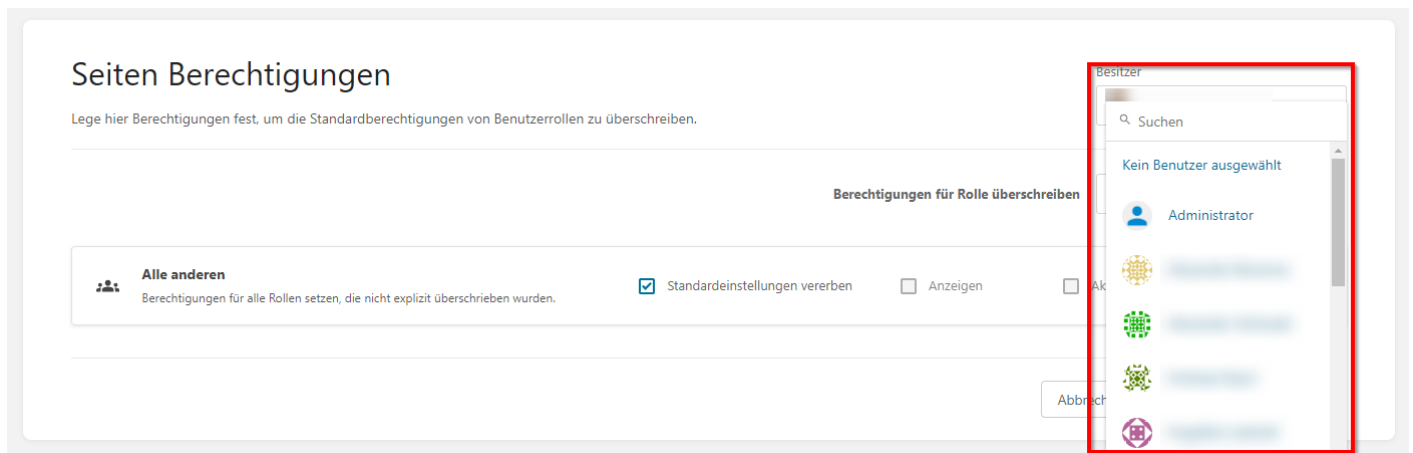 Seiten Berechtigungen
Besitzer
Lege hier Berechtigungen fest, um die Standardberechtigungen von Benutzerrollen zu überschreiben.
Suchen
Kein Benutzer ausgewählt
Berechtigungen für Rolle überschreiben
Administrator
Alle anderen
Berechtigungen für alle Rollen setzen, die nicht explizit überschrieben wurden.
Standardeinstellungen vererben
Anzeigen
Ak
Abbrech